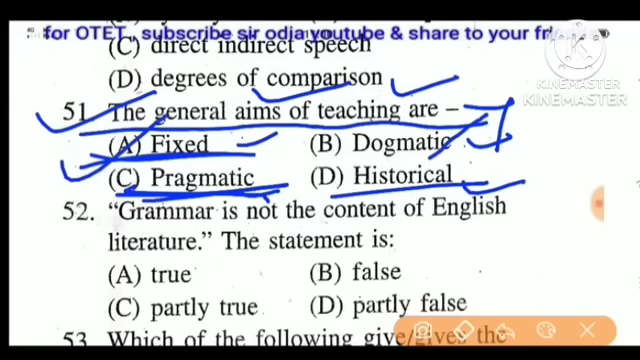 for OTET, subscribe sir odia youtube & share to your frie
(C) direct indirect speech
(D) degrees of comparison
51. The general aims of teaching are –
(A) Fixed (B) Dogmatic
(C) Pragmatic (D) Historical
52. "Grammar is not the content of English
literature." The statement is:
(A) true (B) false
(C) partly true (D) partly false
53 Which of the following give/gives the
KINEMASTER
KINEMASTER